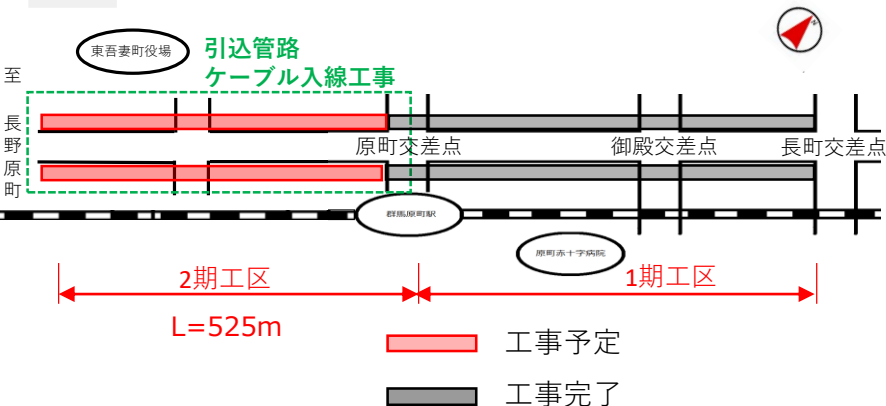 東吾妻町役場
引込管路
ケーブル入線工事
N
至 長野原町
原町交差点
御殿交差点
長町交差点
群馬原町駅
原町赤十字病院
2期工区
1期工区
L=525m
工事予定
工事完了